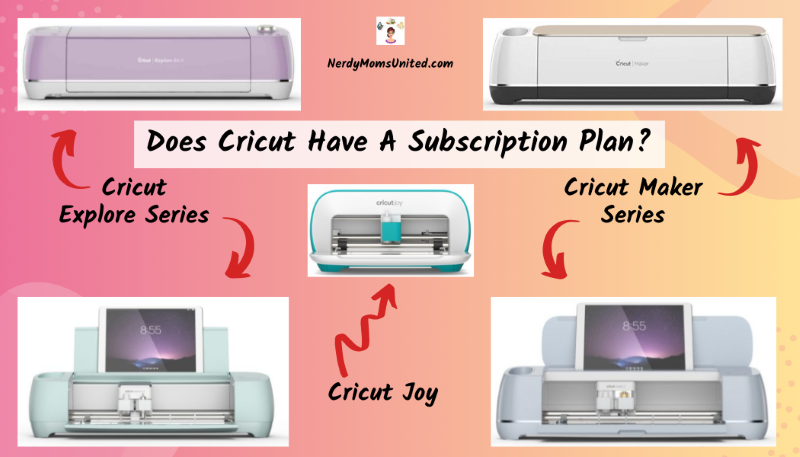 NerdyMomsUnited.com
Cricut | Explore Air 2
Cricut | Maker
Does Cricut Have A Subscription Plan?
Cricut
Explore Series
cricut joy
Cricut Maker
Series
8:55
8:55
Cricut Joy